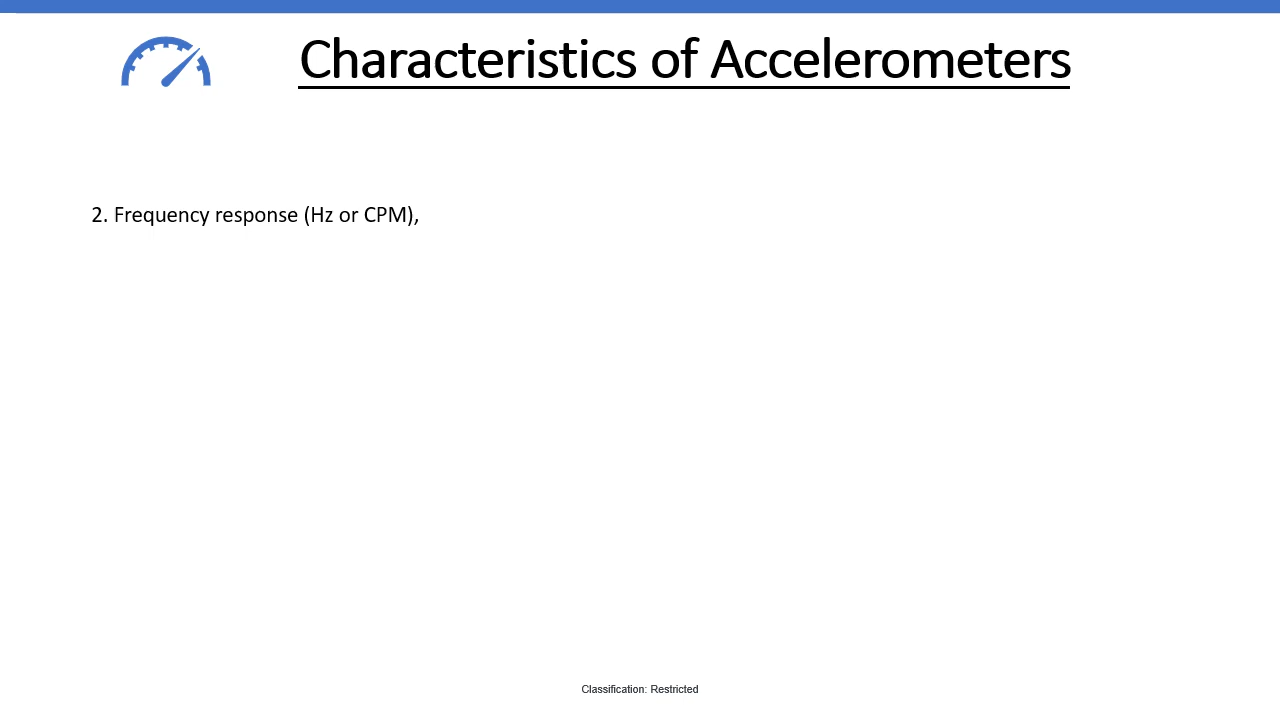 Characteristics of Accelerometers
2. Frequency response (Hz or CPM),
Classification: Restricted